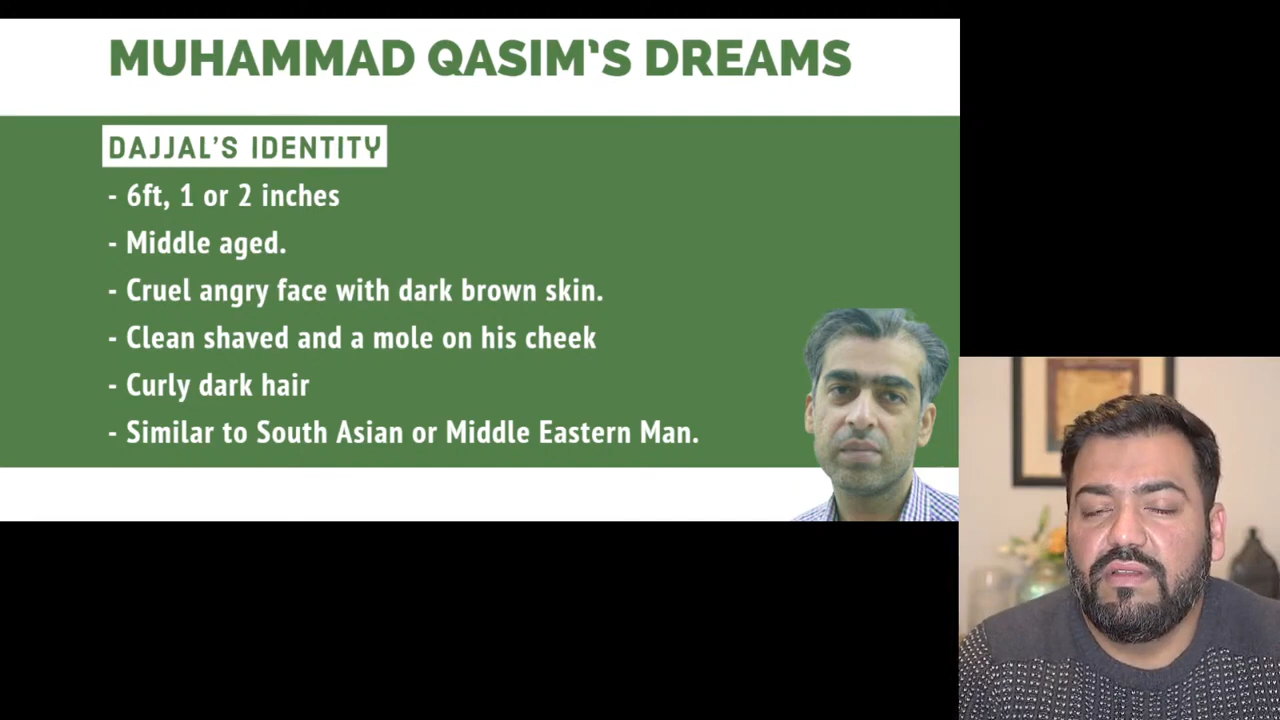 MUHAMMAD QASIM'S DREAMS
DAJJAL'S IDENTITY
- 6ft, 1 or 2 inches
- Middle aged.
- Cruel angry face with dark brown skin.
- Clean shaved and a mole on his cheek
- Curly dark hair
- Similar to South Asian or Middle Eastern Man.